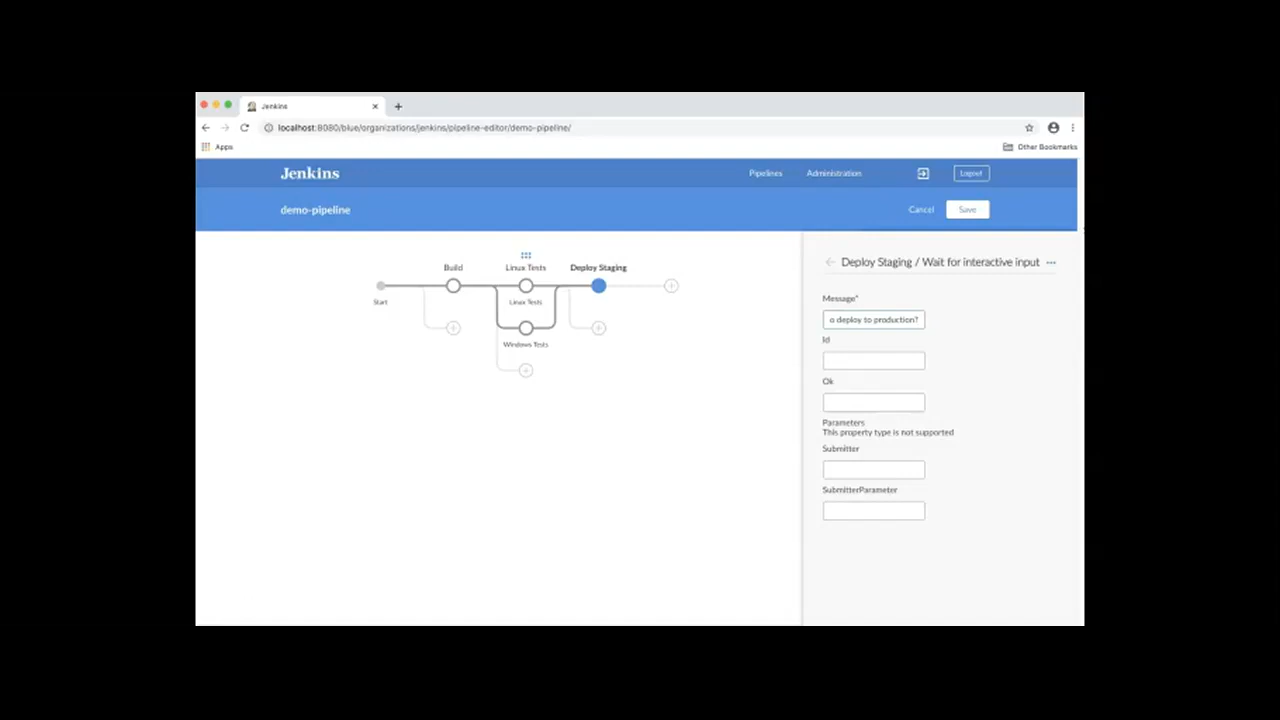 Jenkins
localhost:8080/blue/organizations/jenkins/pipeline-editor/demo-pipeline/
Apps
Other Bookmarks
Jenkins
Pipelines
Administration
Logout
demo-pipeline
Cancel
Save
Build
Linux Tests
Deploy Staging
Start
Linux Tests
Windows Tests
Deploy Staging / Wait for interactive input
Message*
o deploy to production?
Id
Ok
Parameters
This property type is not supported
Submitter
SubmitterParameter